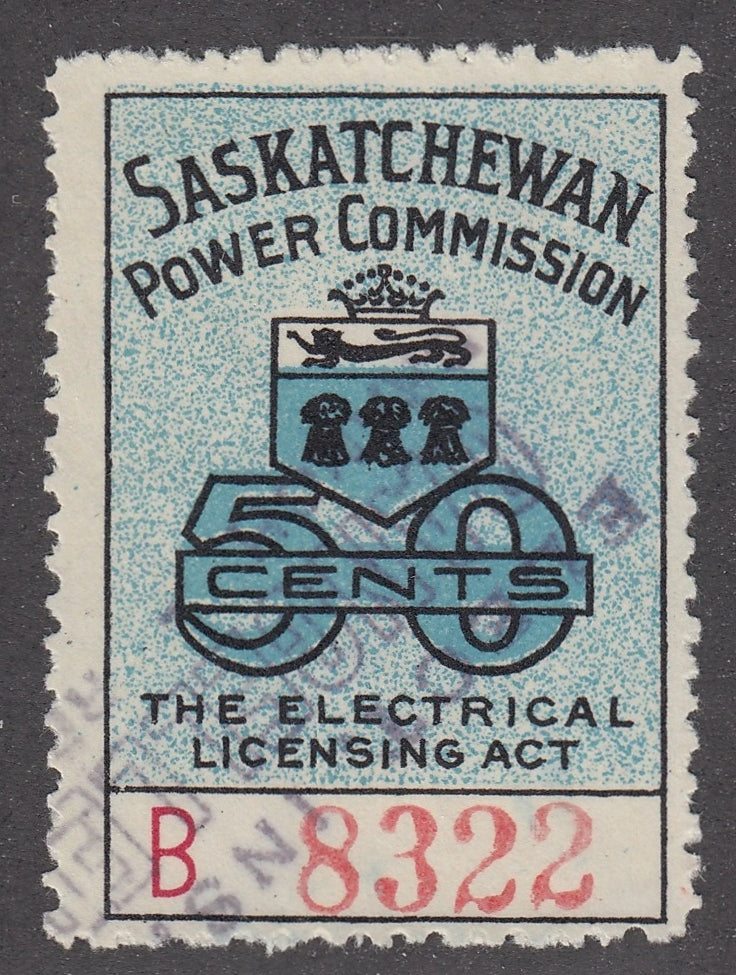 SASKATCHEWAN
POWER COMMISSION
50
CENTS
THE ELECTRICAL
LICENSING ACT
B 8322